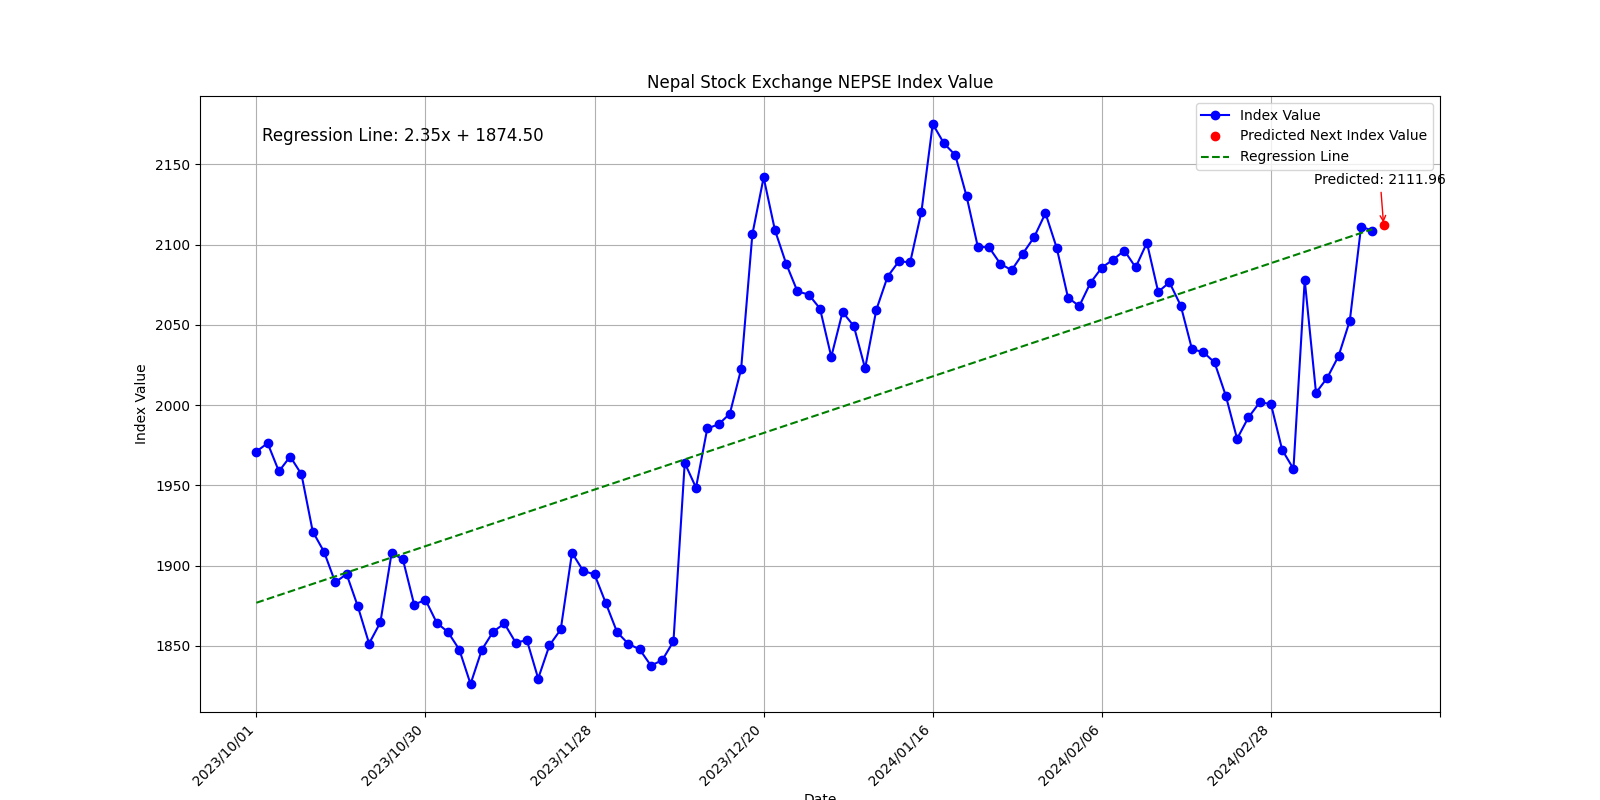 Nepal Stock Exchange NEPSE Index Value
Regression Line: 2.35x + 1874.50
Index Value
Predicted Next Index Value
Regression Line
Predicted: 2111.96
2150
2100
2050
2000
1950
1900
1850
Index Value
2023/10/01
2023/10/30
2023/11/28
2023/12/20
2024/01/16
2024/02/06
2024/02/28
Date